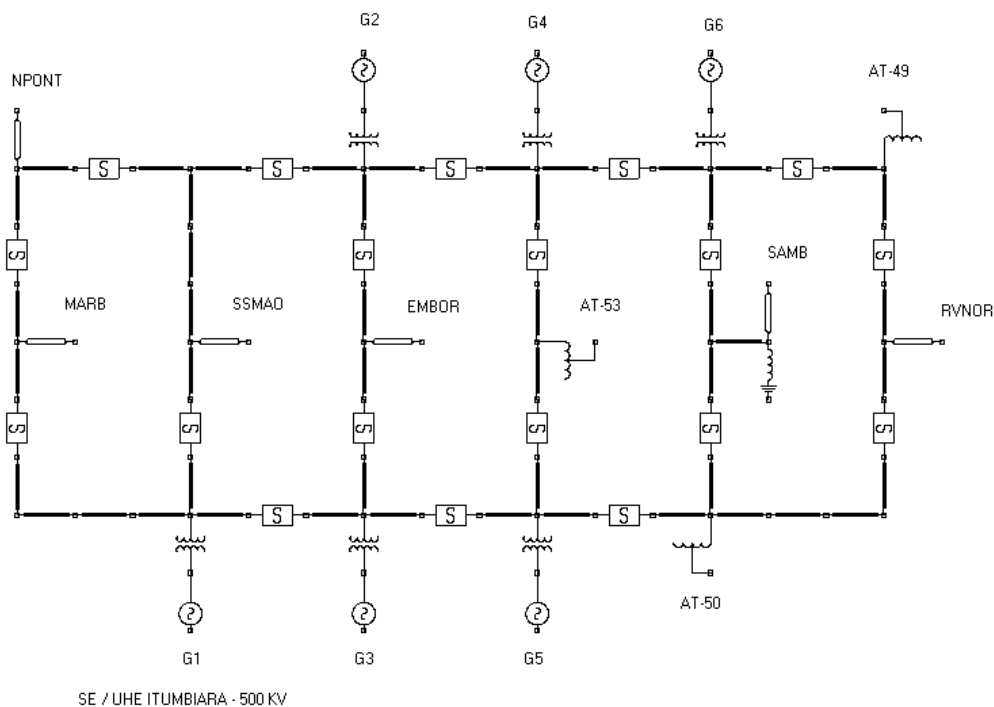 G2
G4
G6
NPONT
AT-49
S
S
S
S
S
S
S
S
S
S
SAMB
MARB
SSMAO
EMBOR
AT-53
RVNOR
S
S
S
S
S
S
S
S
S
AT-50
G1
G3
G5
SE / UHE ITUMBIARA - 500 KV